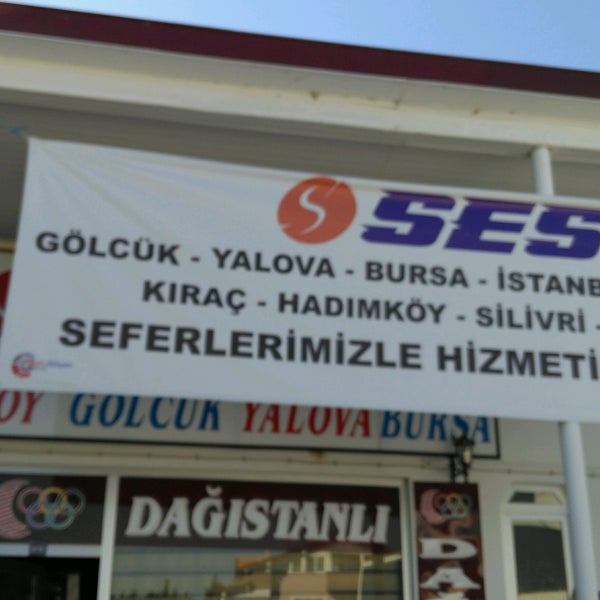 S SES
GÖLCÜK - YALOVA - BURSA - İSTANB
KIRAÇ - HADIMKÖY - SİLİVRİ -
SEFERLERİMİZLE HİZMETİ
ÖY GÖLCÜK YALOVA BURSA
DAĞISTANLI
DA